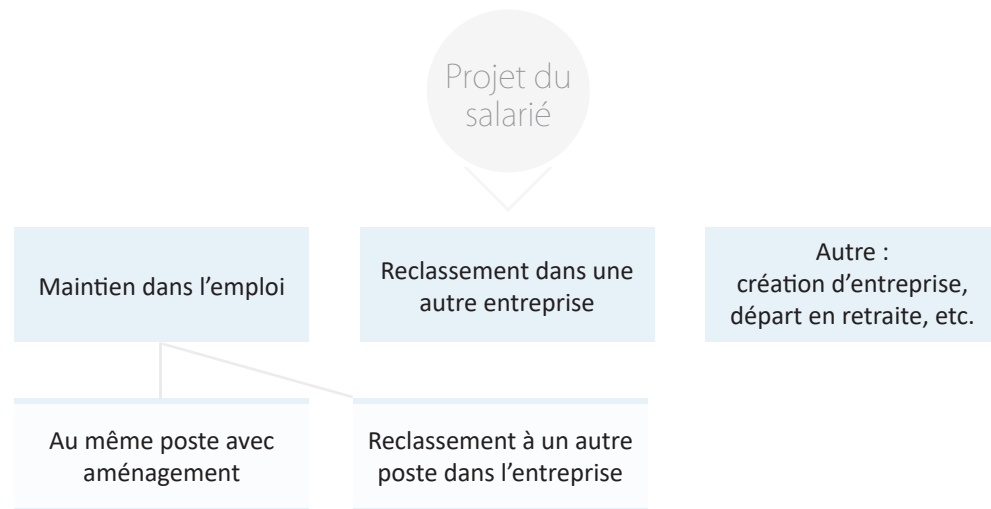 Projet du
salarié
Maintien dans l’emploi
Reclassement dans une
autre entreprise
Autre :
création d’entreprise,
départ en retraite, etc.
Au même poste avec
aménagement
Reclassement à un autre
poste dans l’entreprise